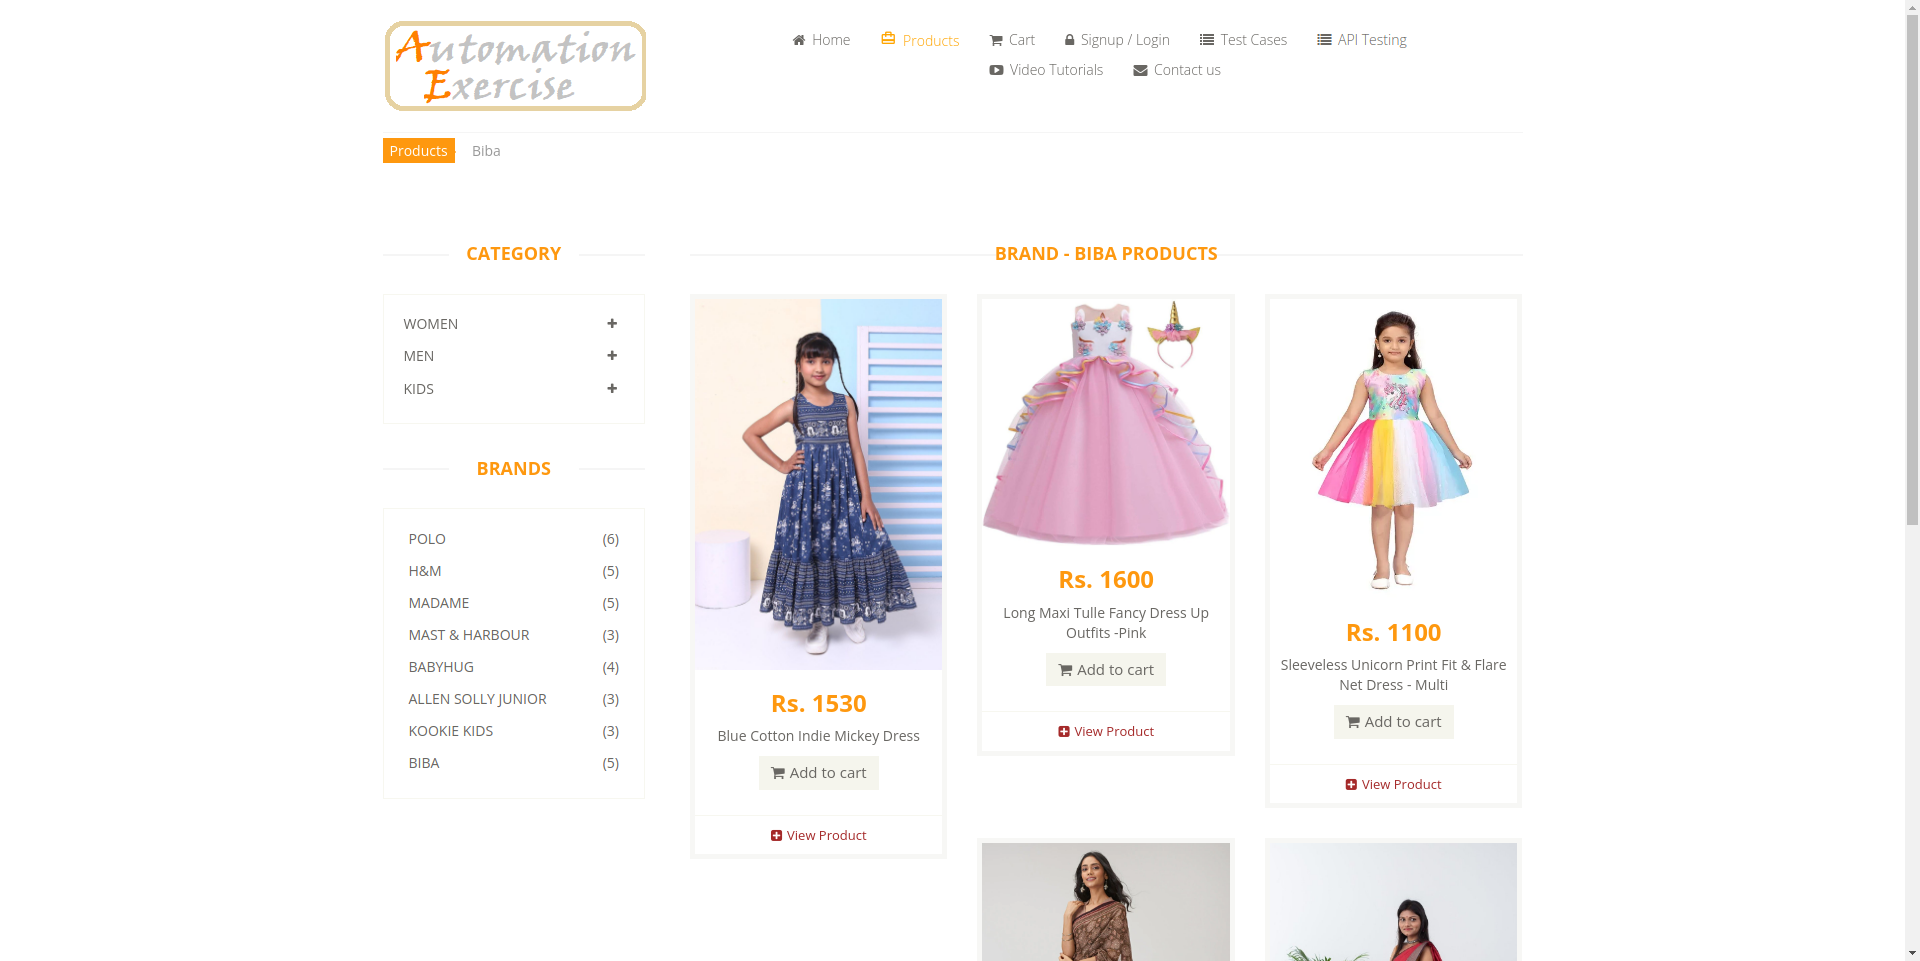 Automation
Exercise
Home
Products
Cart
Signup / Login
Test Cases
API Testing
Video Tutorials
Contact us
Products
Biba
CATEGORY
WOMEN
MEN
KIDS
BRANDS
POLO (6)
H&M (5)
MADAME (5)
MAST & HARBOUR (3)
BABYHUG (4)
ALLEN SOLLY JUNIOR (3)
KOOKIE KIDS (3)
BIBA (5)
BRAND - BIBA PRODUCTS
Rs. 1530
Blue Cotton Indie Mickey Dress
Add to cart
View Product
Rs. 1600
Long Maxi Tulle Fancy Dress Up
Outfits -Pink
Add to cart
View Product
Rs. 1100
Sleeveless Unicorn Print Fit & Flare
Net Dress - Multi
Add to cart
View Product